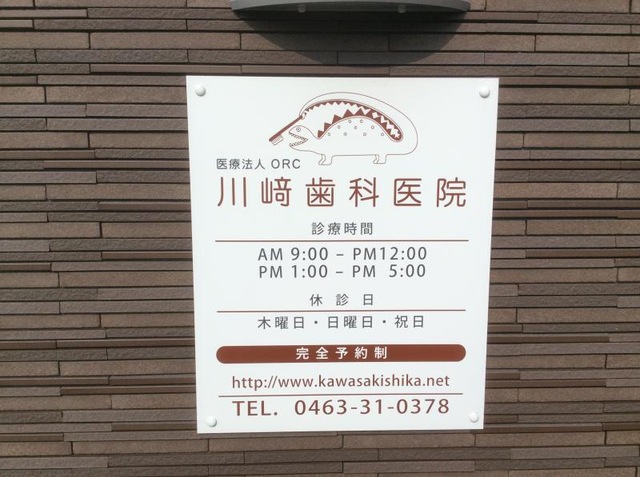 医療法人 ORC
川﨑歯科医院
診療時間
AM 9:00 – PM12:00
PM 1:00 – PM 5:00
休診日
木曜日・日曜日・祝日
完全予約制
http://www.kawasakishika.net
TEL. 0463-31-0378